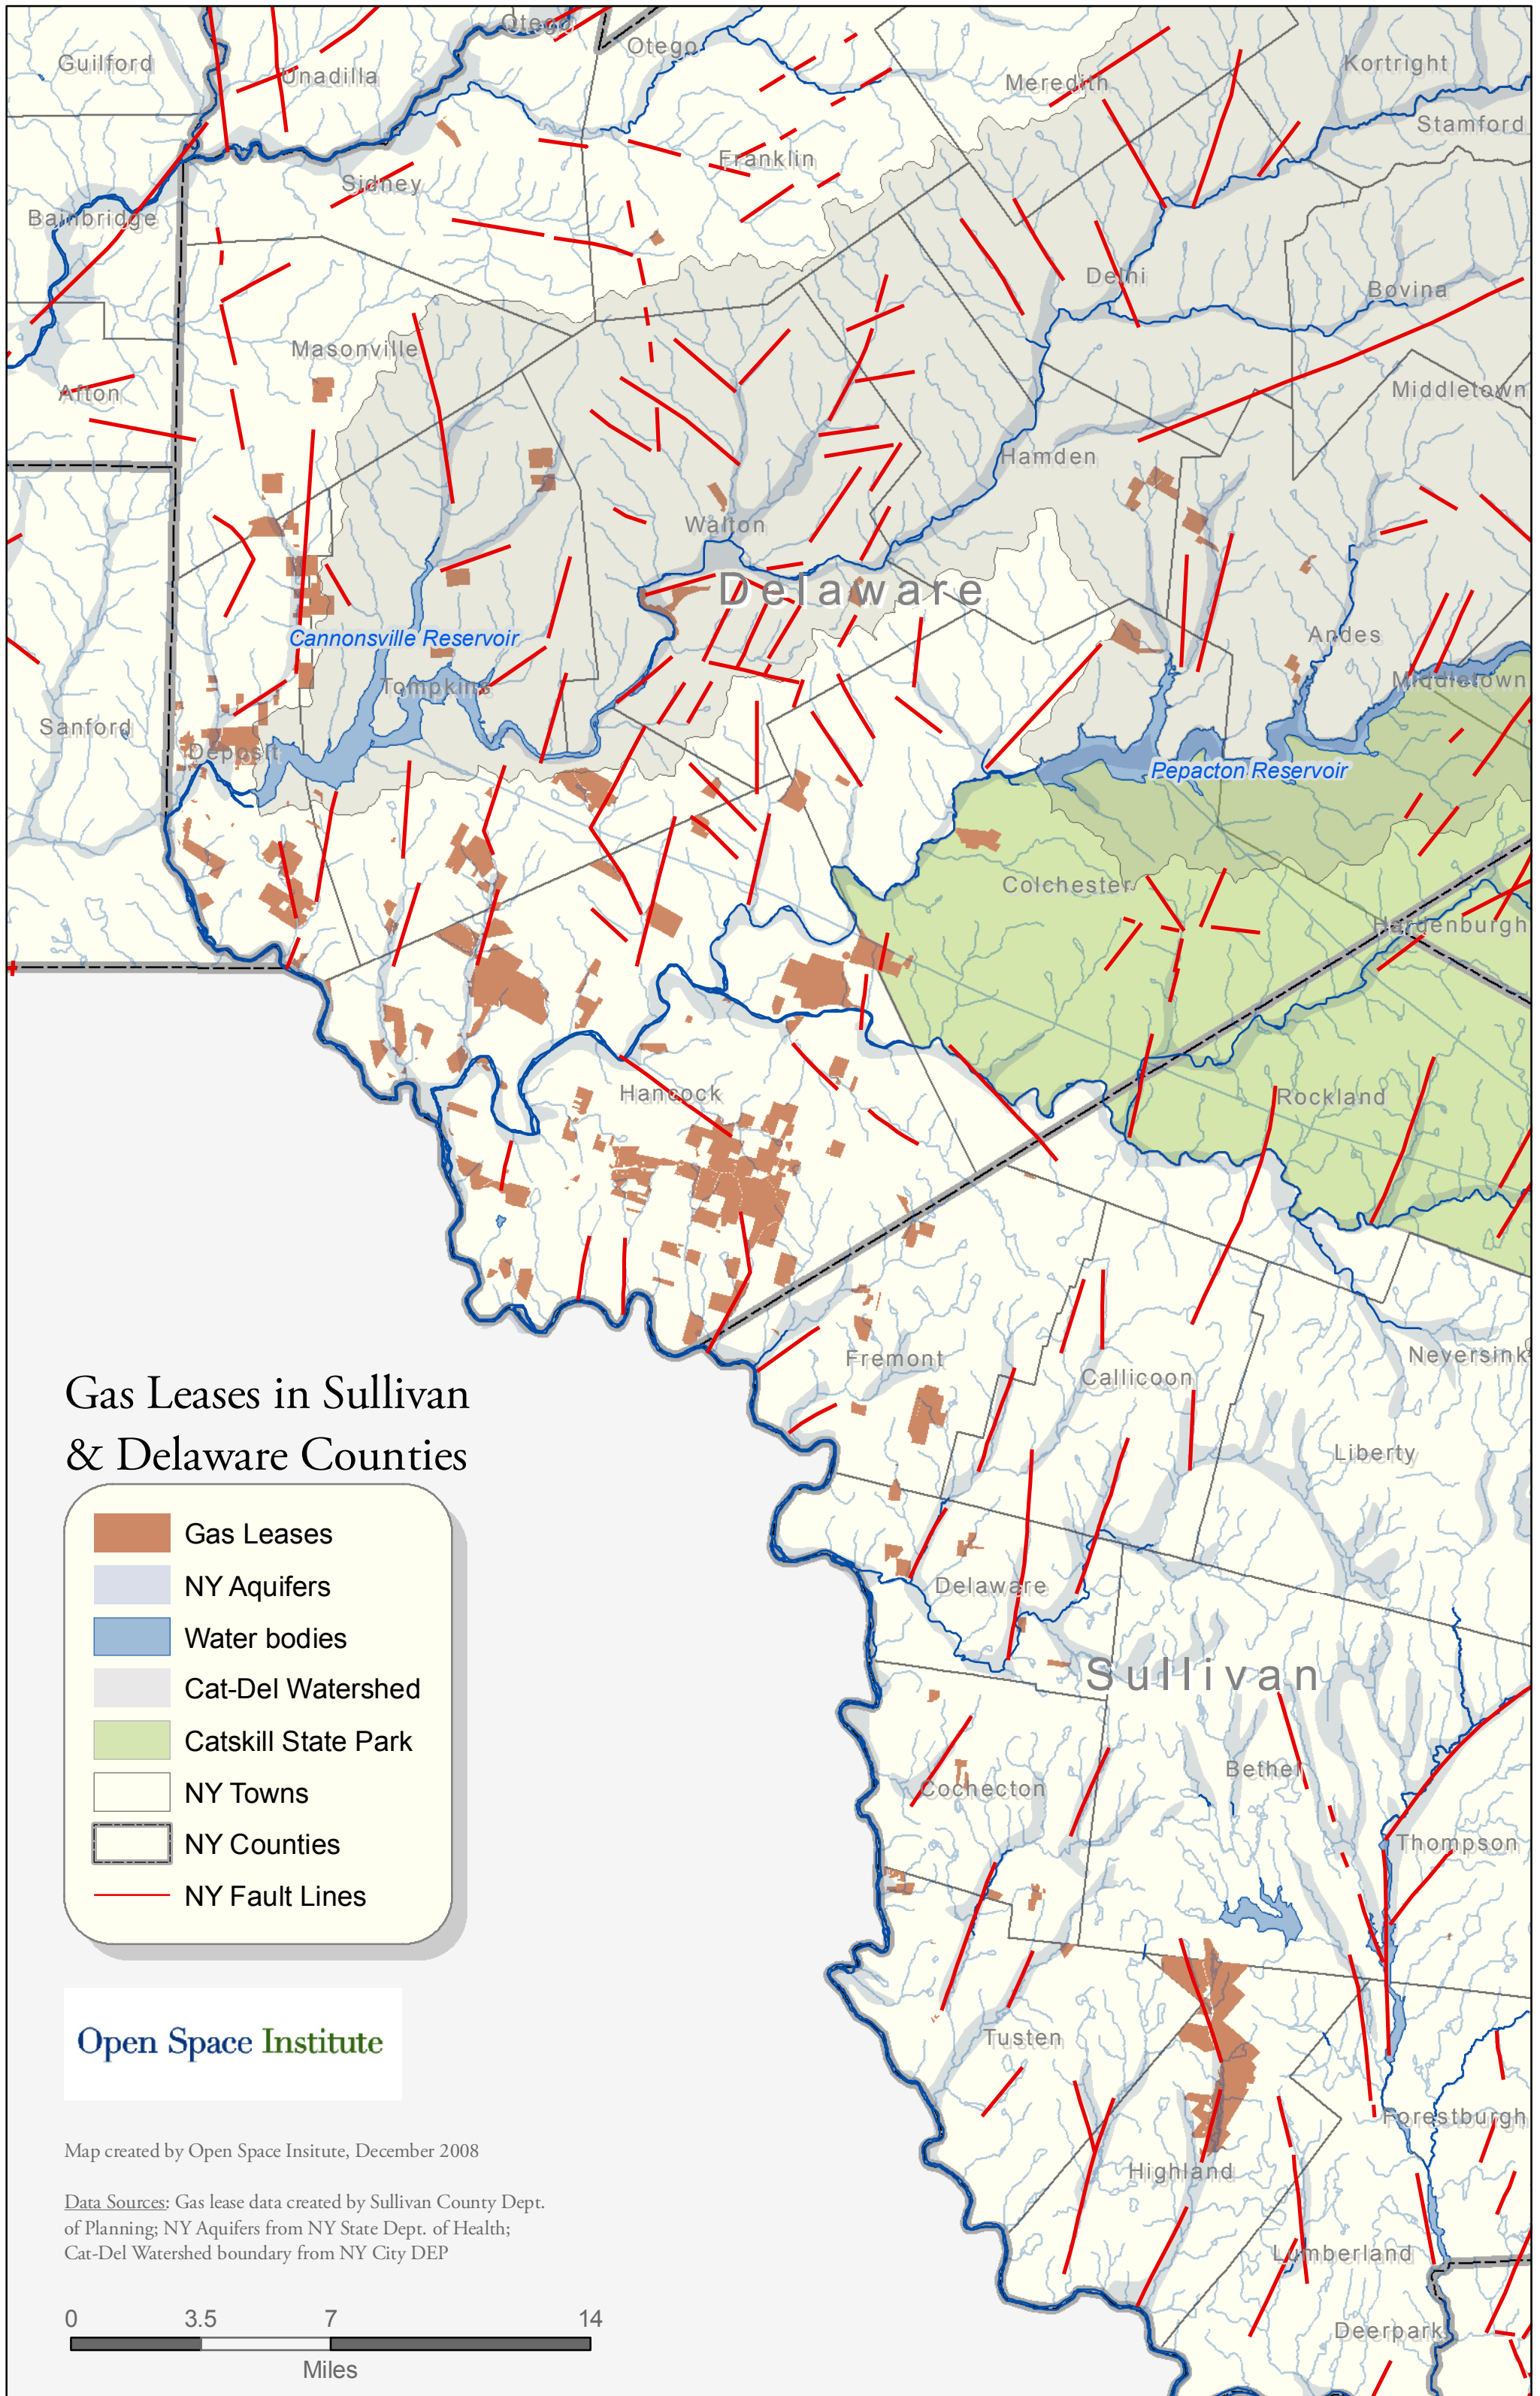 Otego
Otego
Guilford
Unadilla
Meredith
Kortright
Stamford
Franklin
Sidney
Bainbridge
Delhi
Bovina
Masonville
Afton
Middletown
Hamden
Walton
Delaware
Cannonsville Reservoir
Andes
Tompkins
Middletown
Sanford
Deposit
Pepacton Reservoir
Colchester
Hardenburgh
Hancock
Rockland
Fremont
Neversink
Callicoon
Liberty
Delaware
Sullivan
Bethel
Cochecton
Thompson
Tusten
Forestburgh
Highland
Lumberland
Deerpark
Gas Leases in Sullivan
& Delaware Counties
Gas Leases
NY Aquifers
Water bodies
Cat-Del Watershed
Catskill State Park
NY Towns
NY Counties
NY Fault Lines
Open Space Institute
Map created by Open Space Insitute, December 2008
Data Sources: Gas lease data created by Sullivan County Dept.
of Planning; NY Aquifers from NY State Dept. of Health;
Cat-Del Watershed boundary from NY City DEP
0 3.5 7 14
Miles